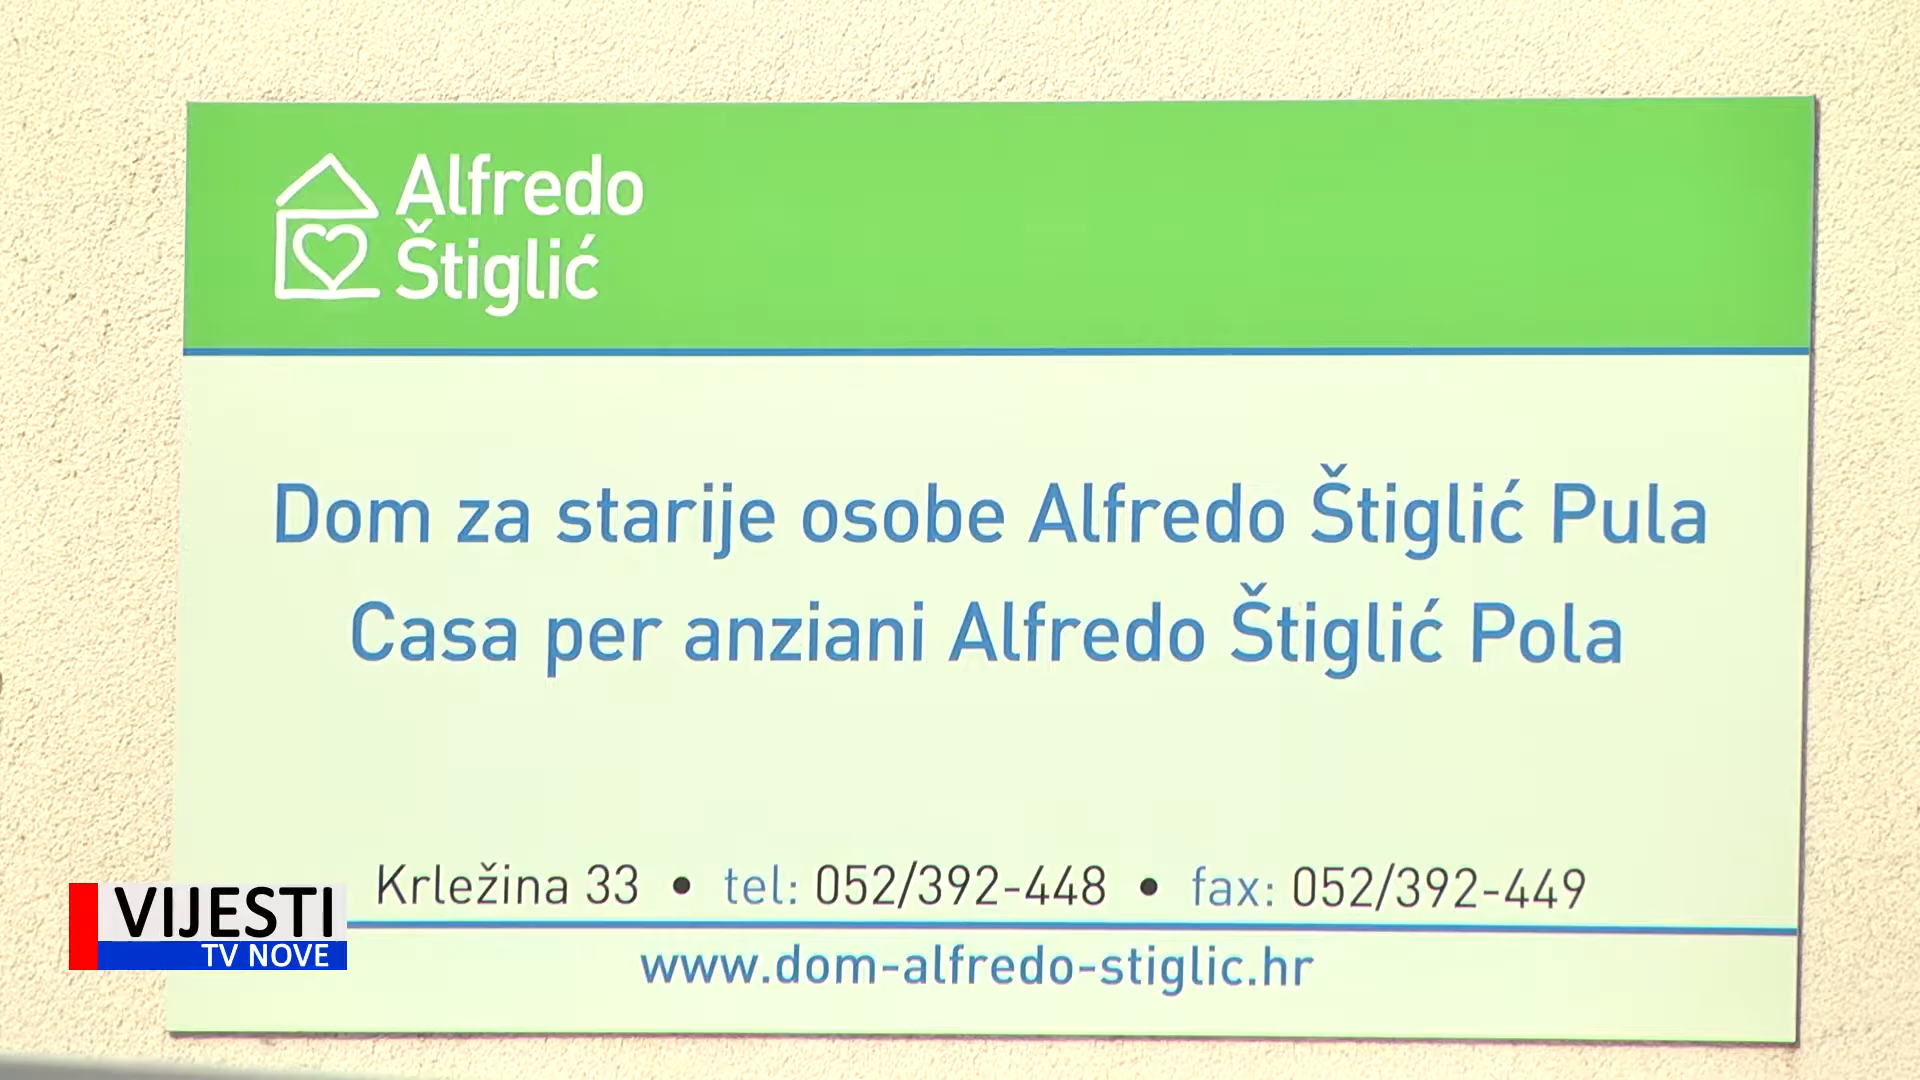 Alfredo
Štiglić
Dom za starije osobe Alfredo Štiglić Pula
Casa per anziani Alfredo Štiglić Pola
Krležina 33 • tel: 052/392-448 • fax: 052/392-449
www.dom-alfredo-stiglic.hr
VIJESTI
TV NOVE